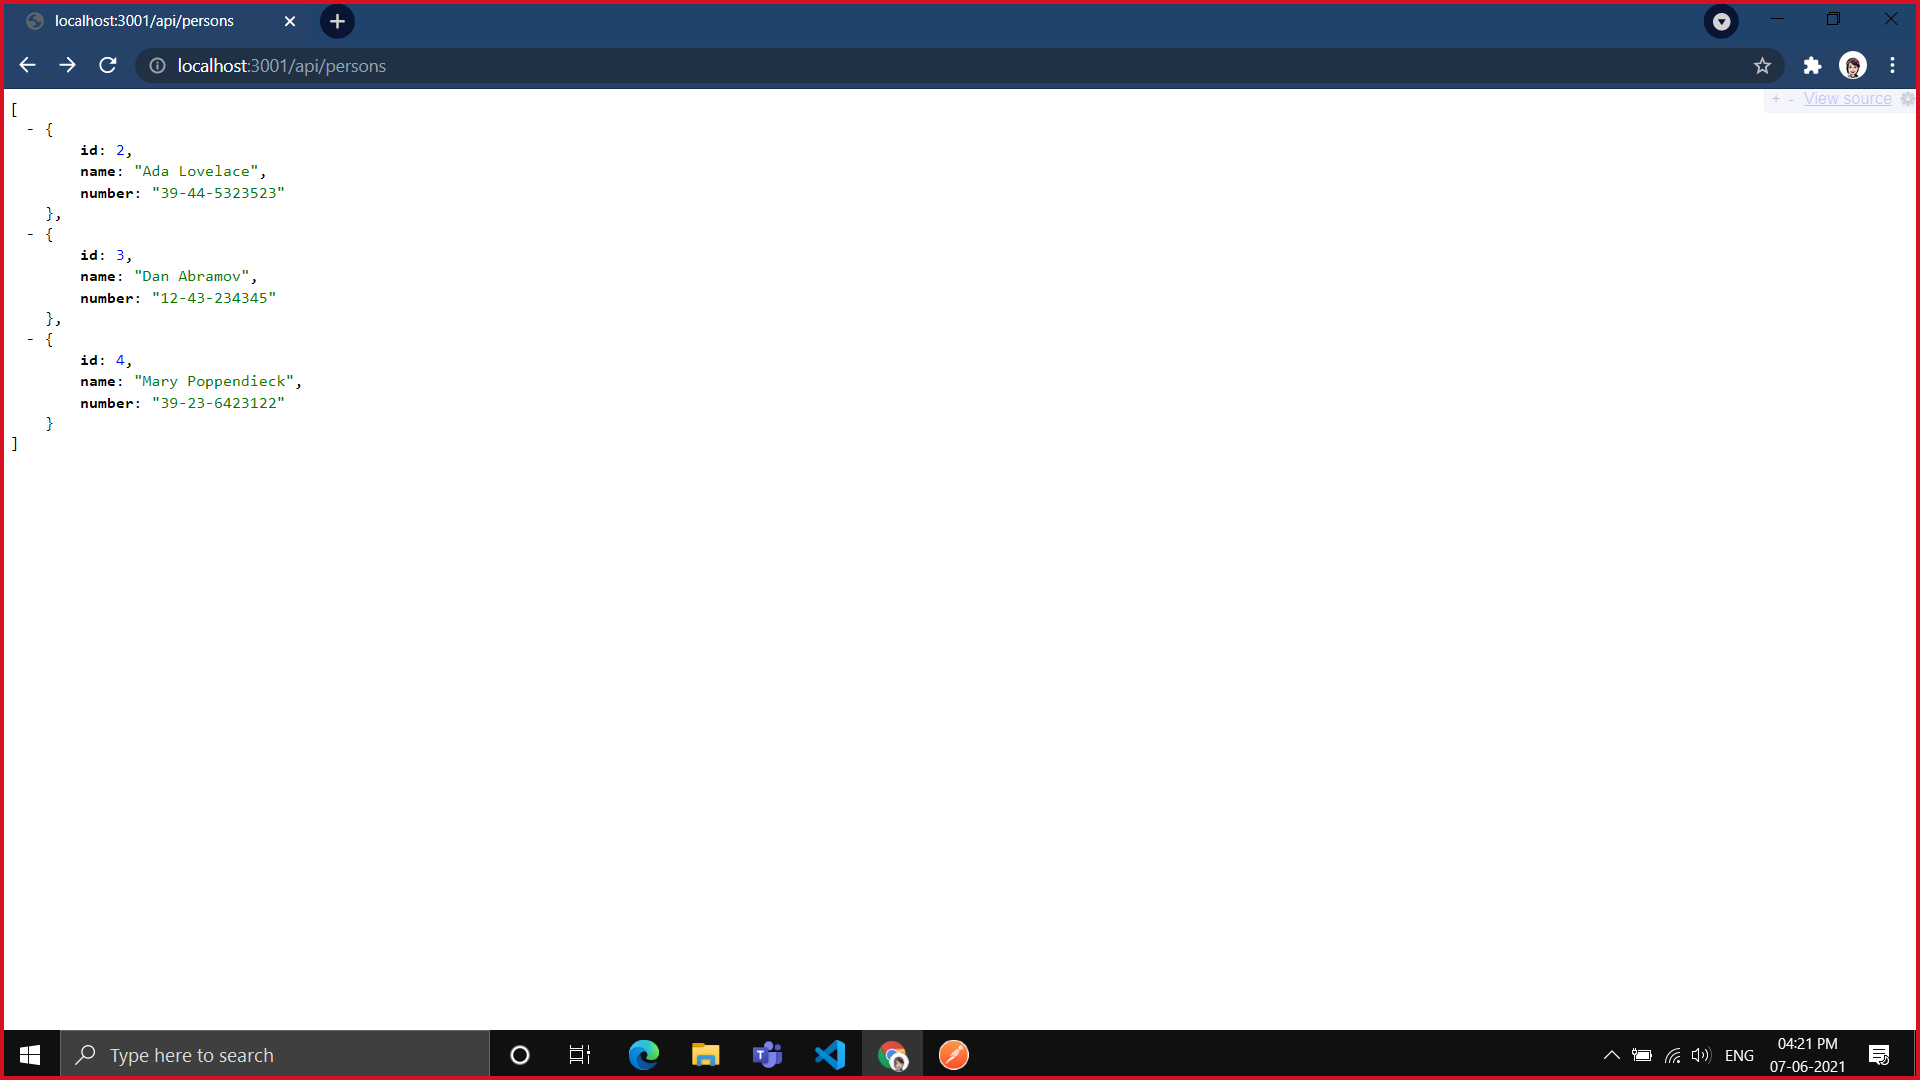 localhost:3001/api/persons
localhost:3001/api/persons
+ - View source
[
- {
id: 2,
name: "Ada Lovelace",
number: "39-44-5323523"
},
- {
id: 3,
name: "Dan Abramov",
number: "12-43-234345"
},
- {
id: 4,
name: "Mary Poppendieck",
number: "39-23-6423122"
}
]
Type here to search
ENG
04:21 PM
07-06-2021